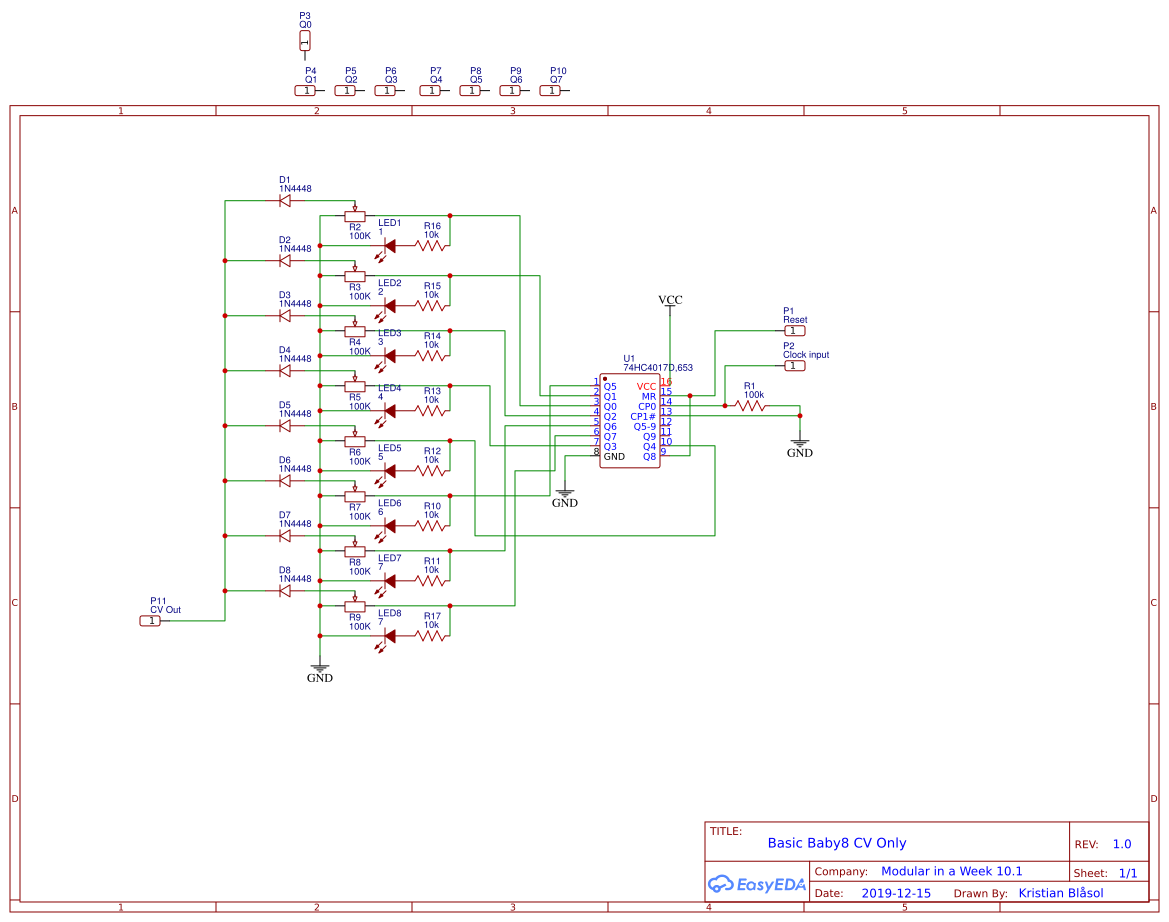 P3
Q0
1
P4 P5 P6 P7 P8 P9 P10
Q1 Q2 Q3 Q4 Q5 Q6 Q7
1 1 1 1 1 1 1
1 2 3 4 5
A A
B B
C C
D D
D1
1N4448
R2
100K
LED1
1
R16
10k
D2
1N4448
R3
100K
LED2
2
R15
10k
D3
1N4448
R4
100K
LED3
3
R14
10k
D4
1N4448
R5
100K
LED4
4
R13
10k
D5
1N4448
R6
100K
LED5
5
R12
10k
D6
1N4448
R7
100K
LED6
6
R10
10k
D7
1N4448
R8
100K
LED7
7
R11
10k
D8
1N4448
R9
100K
LED8
7
R17
10k
P11
CV Out
1
GND
VCC
U1
74HC4017D,653
1 Q5 VCC 16
2 Q1 MR 15
3 Q0 CP0 14
4 Q2 CP1# 13
5 Q6 Q5-9 12
6 Q7 Q9 11
7 Q3 Q4 10
8 GND Q8 9
GND
P1
Reset
1
P2
Clock input
1
R1
100k
GND
TITLE:
Basic Baby8 CV Only
REV: 1.0
EasyEDA
Company: Modular in a Week 10.1
Sheet: 1/1
Date: 2019-12-15 Drawn By: Kristian Blåsol
1 2 3 4 5